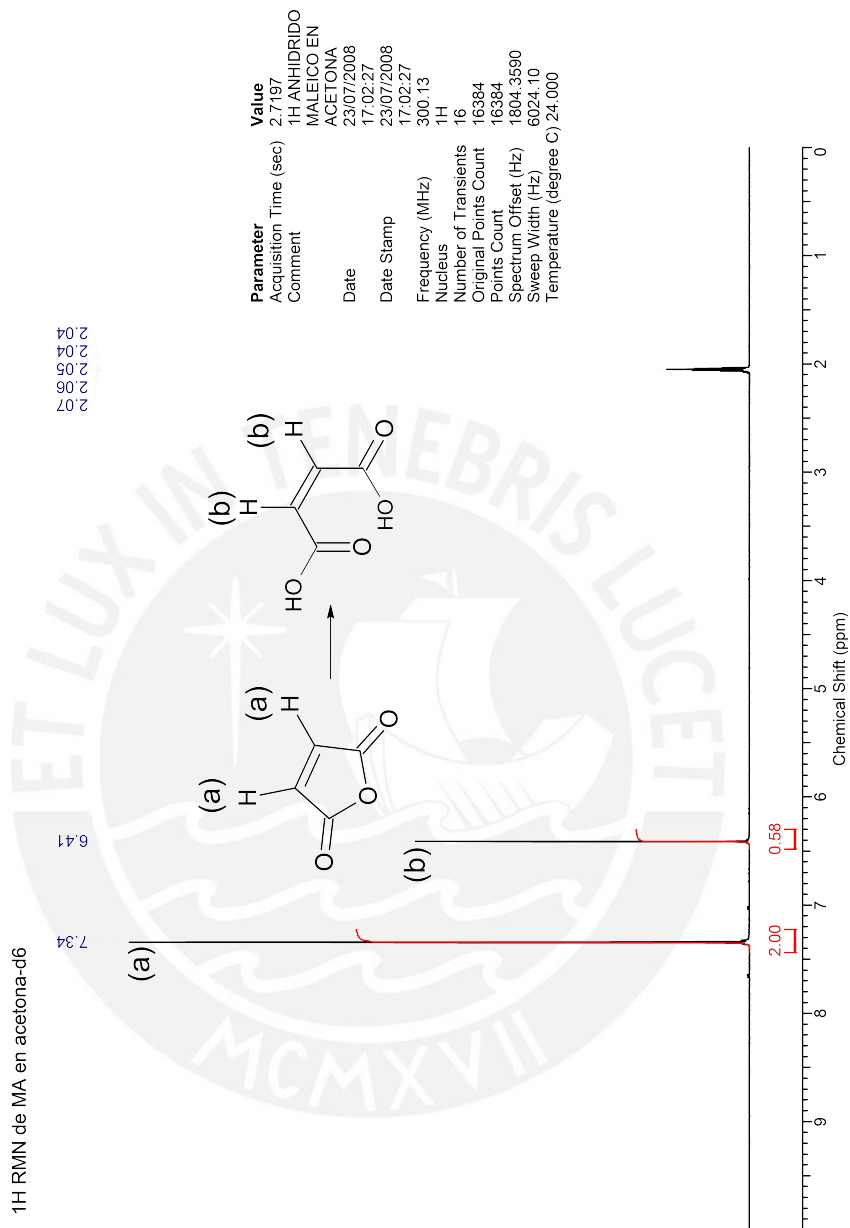 1H RMN de MA en acetona-d6
7.34
6.41
2.07
2.06
2.05
2.04
2.04
(a)
(b)
(a)
H
(a)
H
O
O
O
(b)
H
(b)
H
HO
O
HO
O
Parameter Value
Acquisition Time (sec) 2.7197
Comment 1H ANHIDRIDO
MALEICO EN
ACETONA
Date 23/07/2008
17:02:27
Date Stamp 23/07/2008
17:02:27
Frequency (MHz) 300.13
Nucleus 1H
Number of Transients 16
Original Points Count 16384
Points Count 16384
Spectrum Offset (Hz) 1804.3590
Sweep Width (Hz) 6024.10
Temperature (degree C) 24.000
2.00
0.58
9 8 7 6 5 4 3 2 1 0
Chemical Shift (ppm)
ET LUX IN TENEBRIS LUCET
MCMXVII